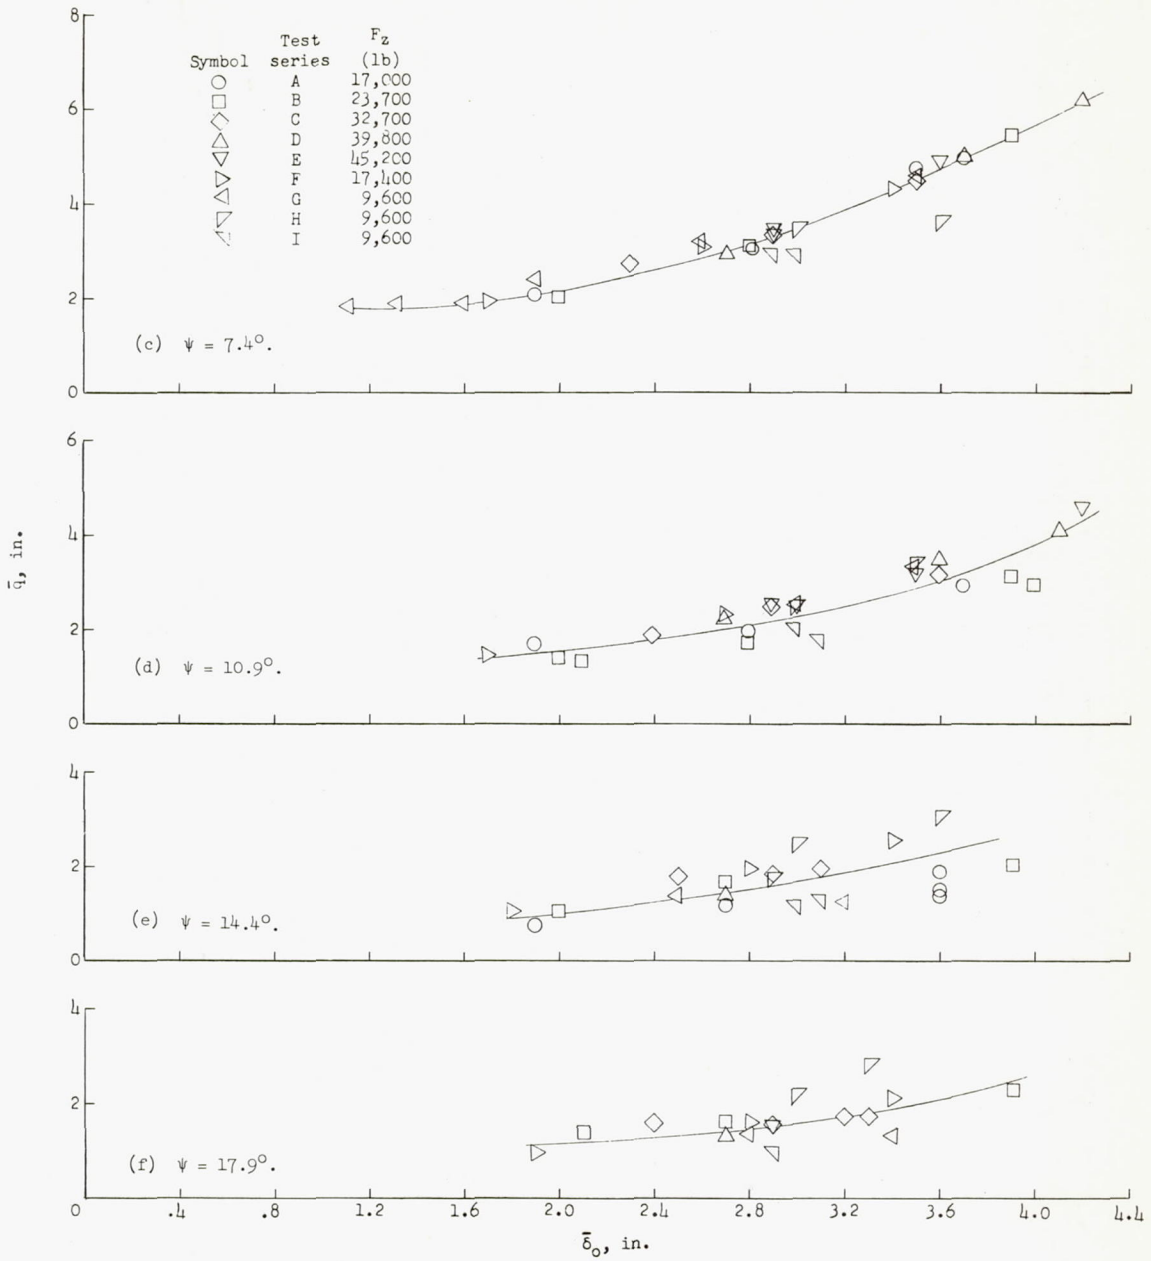 8
Test F_z
Symbol series (lb)
○ A 17,000
□ B 23,700
◇ C 32,700
△ D 39,800
▽ E 45,200
▷ F 17,400
◁ G 9,600
H 9,600
I 9,600
6
4
2
(c) ψ = 7.4°.
0
6
4
2
(d) ψ = 10.9°.
0
q̄, in.
4
2
(e) ψ = 14.4°.
0
4
2
(f) ψ = 17.9°.
0 .4 .8 1.2 1.6 2.0 2.4 2.8 3.2 3.6 4.0 4.4
δ̄₀, in.